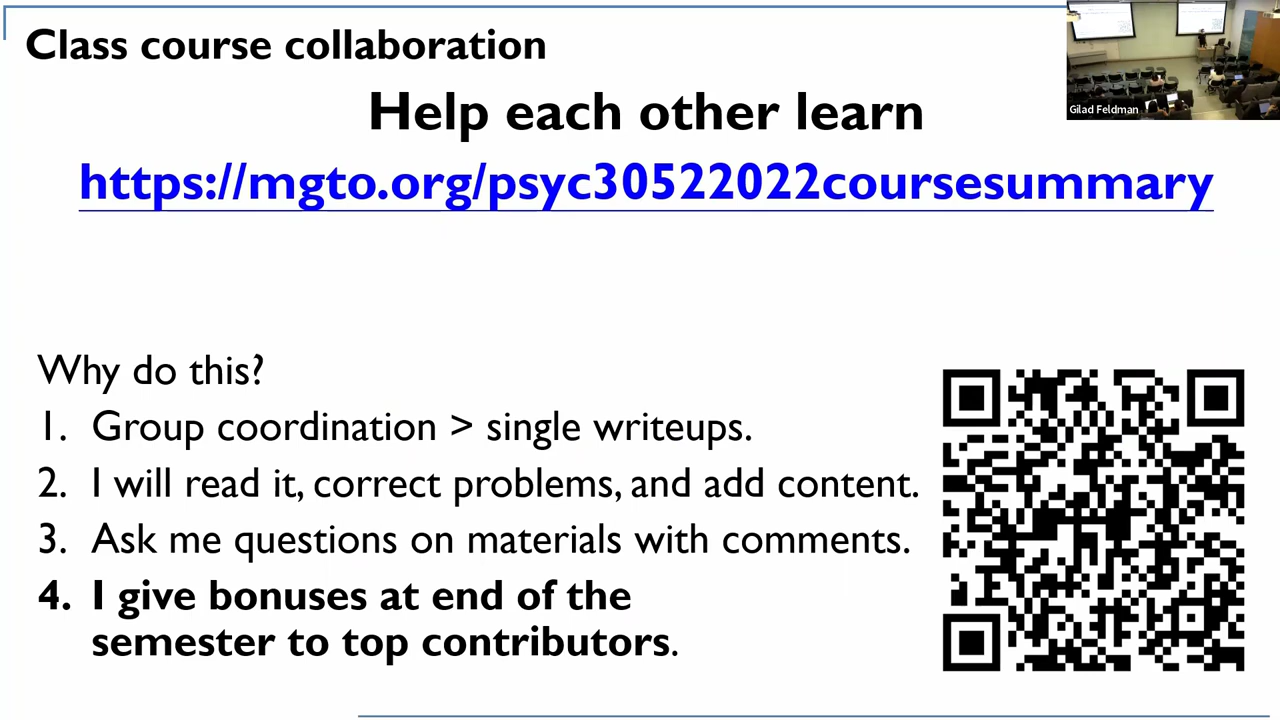 Class course collaboration
Help each other learn
https://mgto.org/psyc30522022coursesummary
Gilad Feldman
Why do this?
1. Group coordination > single writeups.
2. I will read it, correct problems, and add content.
3. Ask me questions on materials with comments.
4. I give bonuses at end of the
semester to top contributors.